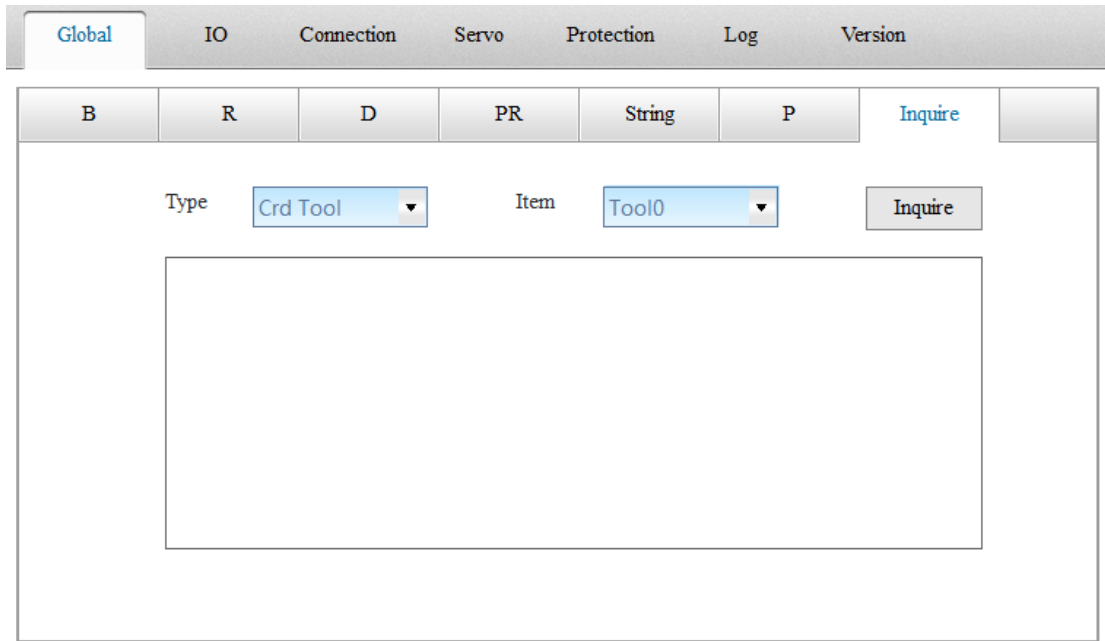 Global IO Connection Servo Protection Log Version
B R D PR String P Inquire
Type Crd Tool Item Tool0 Inquire